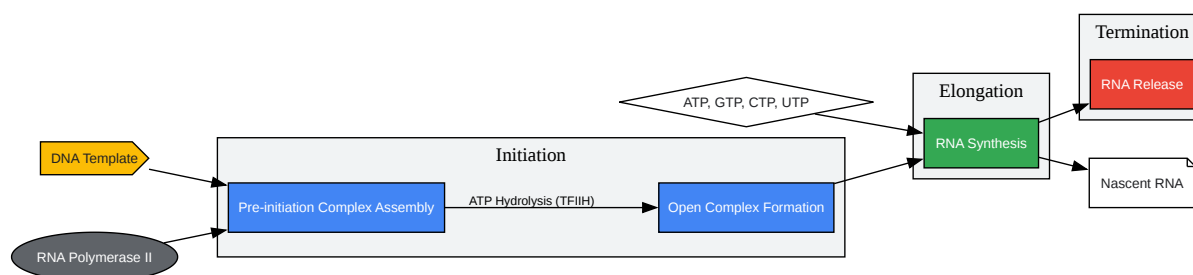 Termination
RNA Release
Elongation
ATP, GTP, CTP, UTP
RNA Synthesis
Initiation
DNA Template
Nascent RNA
ATP Hydrolysis (TFIIH)
Pre-initiation Complex Assembly
Open Complex Formation
RNA Polymerase II